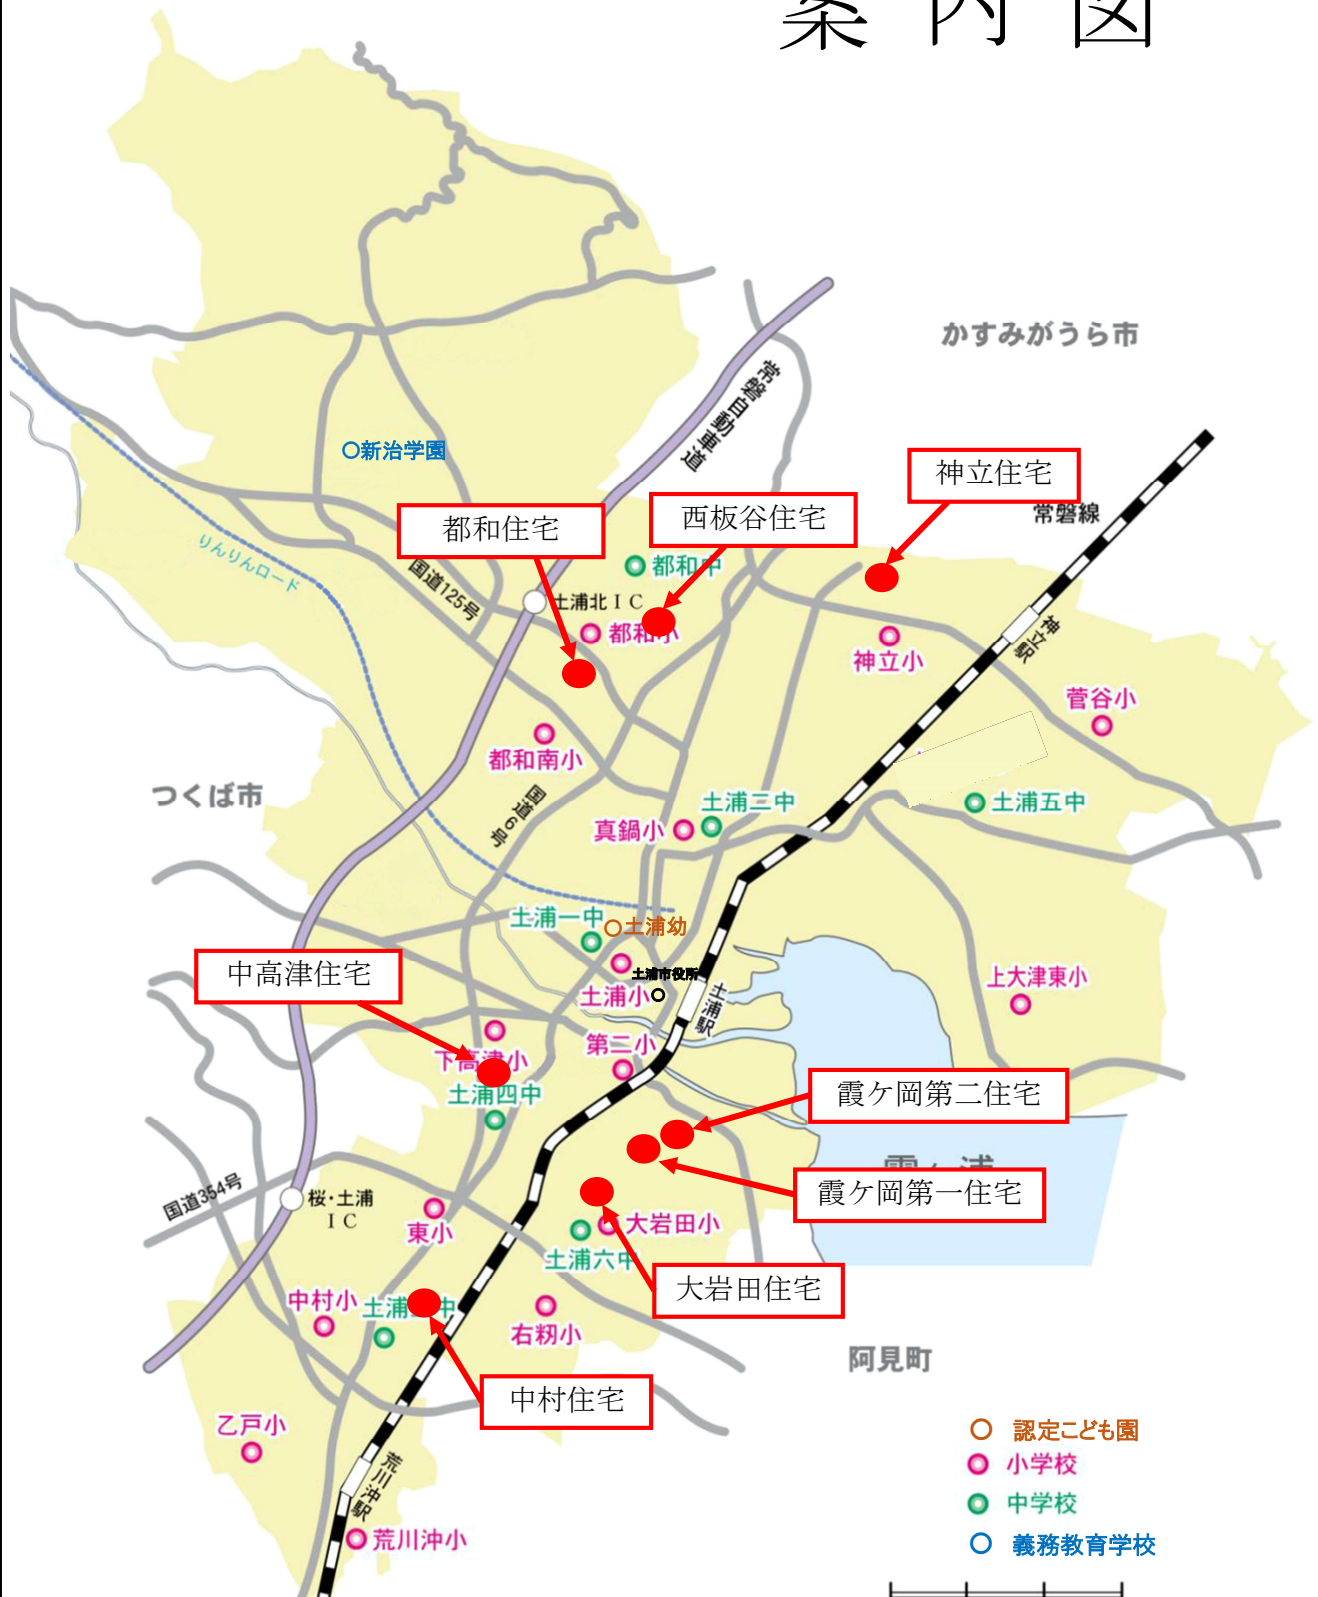 案内図
かすみがうら市
常磐自動車道
新治学園
神立住宅
常磐線
西板谷住宅
都和住宅
りんりんロード
都和中
国道125号
土浦北IC
都和小
神立駅
神立小
菅谷小
都和南小
つくば市
国道6号
土浦二中
土浦五中
真鍋小
土浦一中
土浦幼
中高津住宅
土浦市役所
上大津東小
土浦小
土浦駅
第二小
下高津小
土浦四中
霞ケ岡第二住宅
霞ケ岡第一住宅
国道354号
桜・土浦
IC
東小
大岩田小
土浦六中
大岩田住宅
中村小
右籾小
阿見町
中村住宅
乙戸小
認定こども園
小学校
荒川沖駅
中学校
荒川沖小
義務教育学校